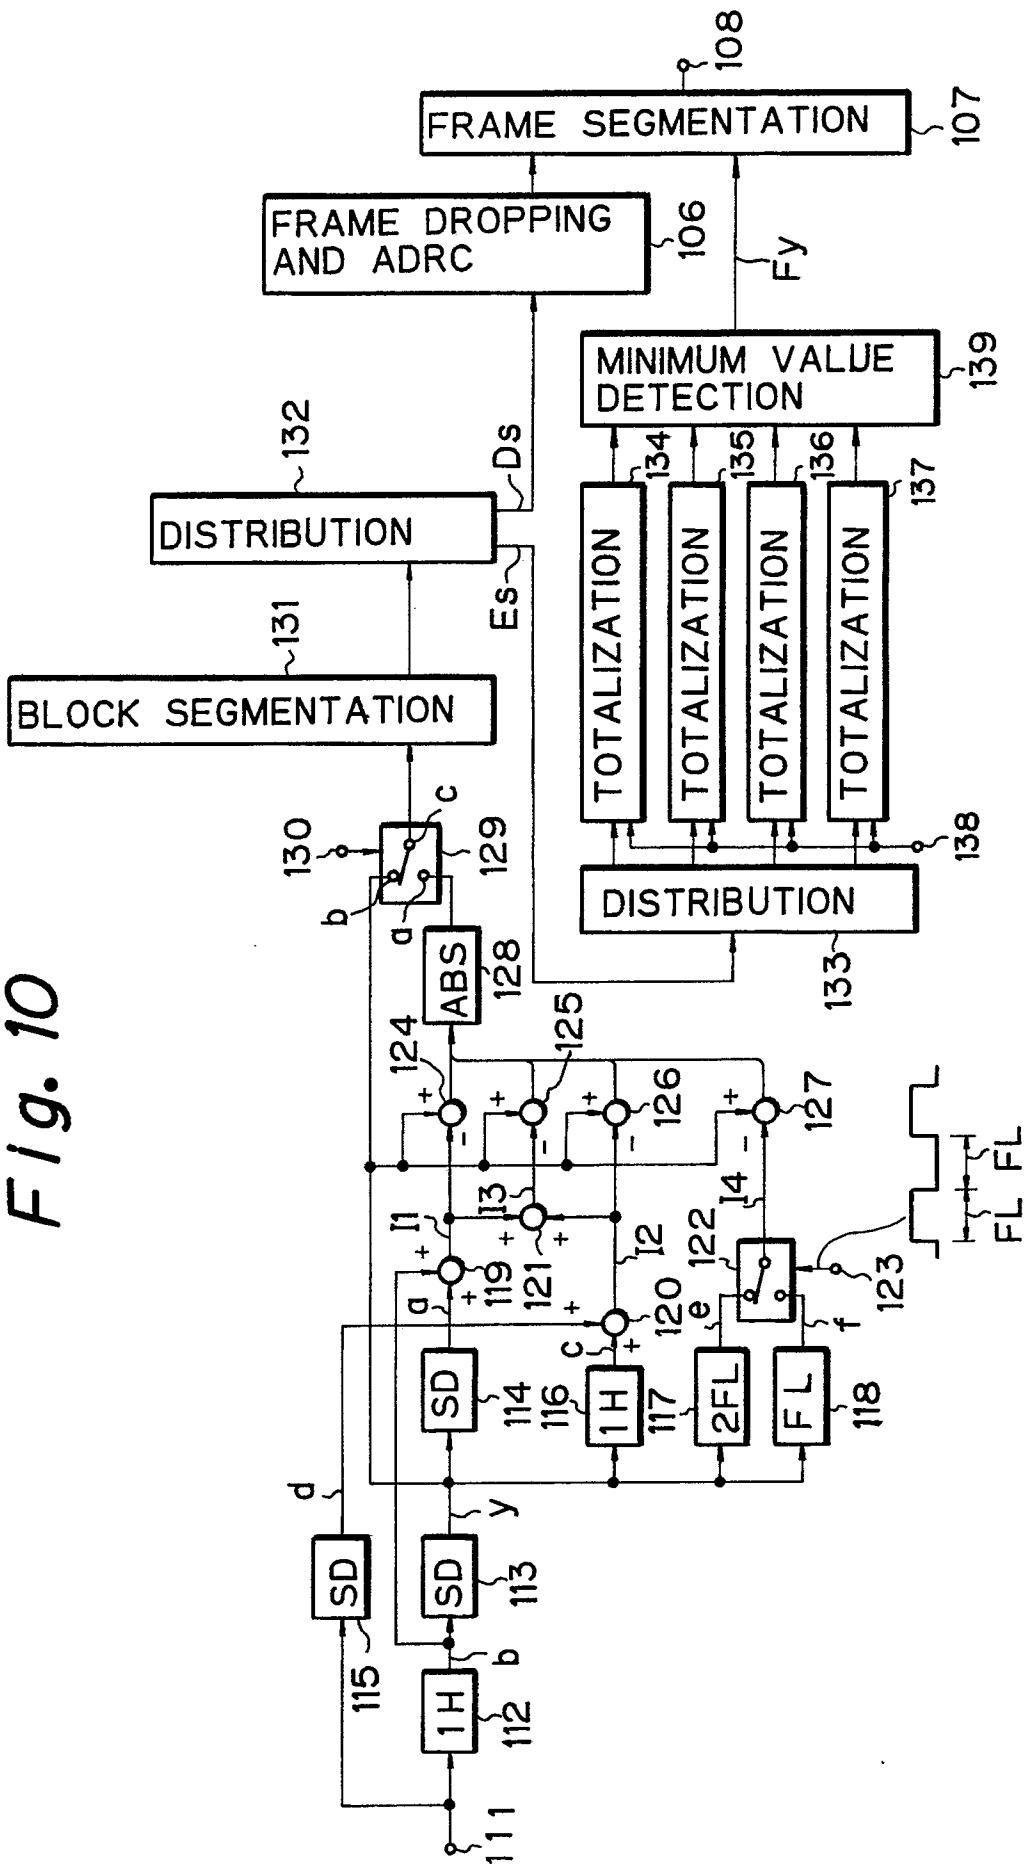 Fig. 10
111
1H
112
b
SD
115
d
SD
113
y
SD
114
1H
116
2FL
117
FL
118
a
+
+
119
I1
c
+
+
120
I2
+
+
121
I3
e
f
122
123
I4
FL
FL
+
-
124
+
-
125
+
-
126
+
-
127
ABS
128
a
b
c
129
130
BLOCK SEGMENTATION
131
DISTRIBUTION
132
Es
Ds
DISTRIBUTION
133
138
TOTALIZATION
134
TOTALIZATION
135
TOTALIZATION
136
TOTALIZATION
137
MINIMUM VALUE
DETECTION
139
Fy
FRAME DROPPING
AND ADRC
106
FRAME SEGMENTATION
107
108